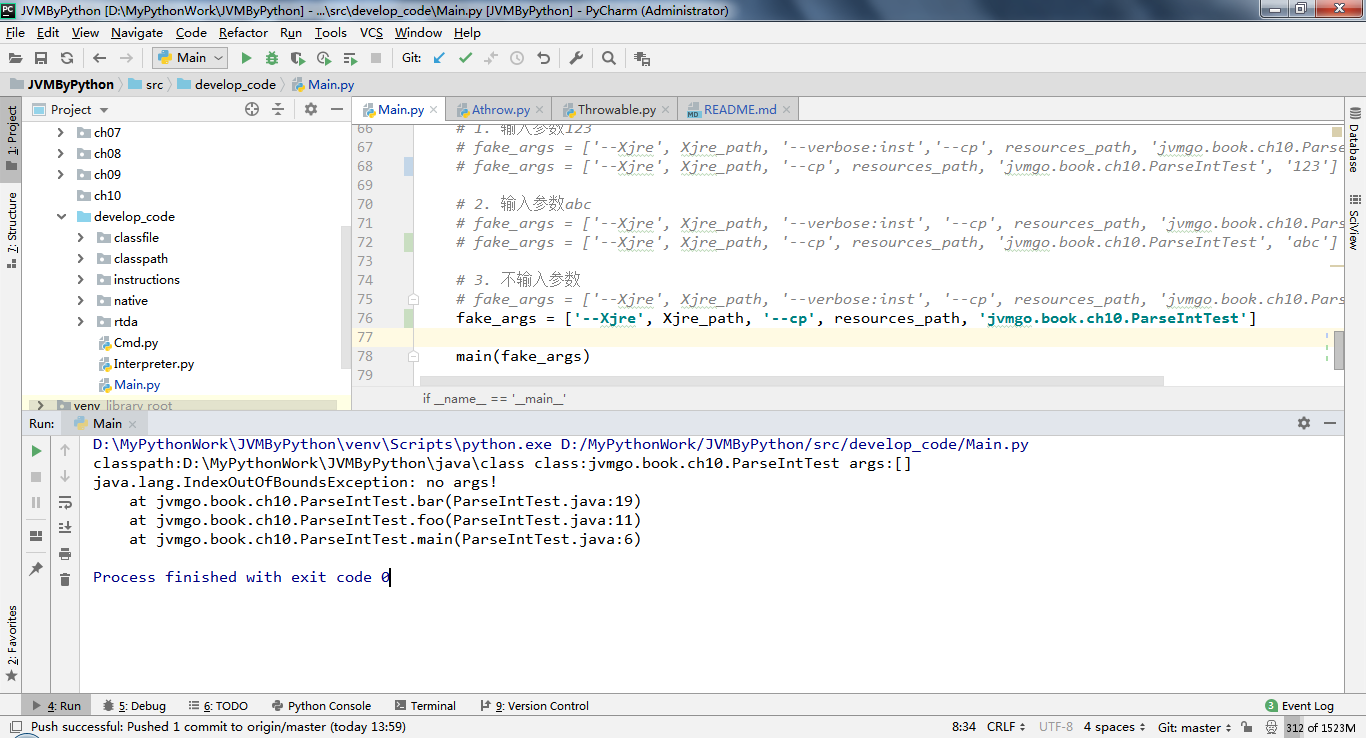 JVMByPython [D:\MyPythonWork\JVMByPython] - ...\src\develop_code\Main.py [JVMByPython] - PyCharm (Administrator)
File Edit View Navigate Code Refactor Run Tools VCS Window Help
Main Git:
JVMByPython src develop_code Main.py
Project
Main.py Athrow.py Throwable.py README.md
1: Project
7: Structure
2: Favorites
Database
SciView
ch07
ch08
ch09
ch10
develop_code
classfile
classpath
instructions
native
rtda
Cmd.py
Interpreter.py
Main.py
venv library root
66 # 1. 输入参数123
67 # fake_args = ['--Xjre', Xjre_path, '--verbose:inst','--cp', resources_path, 'jvmgo.book.ch10.Parse
68 # fake_args = ['--Xjre', Xjre_path, '--cp', resources_path, 'jvmgo.book.ch10.ParseIntTest', '123']
69
70 # 2. 输入参数abc
71 # fake_args = ['--Xjre', Xjre_path, '--verbose:inst', '--cp', resources_path, 'jvmgo.book.ch10.Pars
72 # fake_args = ['--Xjre', Xjre_path, '--cp', resources_path, 'jvmgo.book.ch10.ParseIntTest', 'abc']
73
74 # 3. 不输入参数
75 # fake_args = ['--Xjre', Xjre_path, '--verbose:inst', '--cp', resources_path, 'jvmgo.book.ch10.Pars
76 fake_args = ['--Xjre', Xjre_path, '--cp', resources_path, 'jvmgo.book.ch10.ParseIntTest']
77
78 main(fake_args)
79
if __name__ == '__main__'
Run: Main
D:\MyPythonWork\JVMByPython\venv\Scripts\python.exe D:/MyPythonWork/JVMByPython/src/develop_code/Main.py
classpath:D:\MyPythonWork\JVMByPython\java\class class:jvmgo.book.ch10.ParseIntTest args:[]
java.lang.IndexOutOfBoundsException: no args!
at jvmgo.book.ch10.ParseIntTest.bar(ParseIntTest.java:19)
at jvmgo.book.ch10.ParseIntTest.foo(ParseIntTest.java:11)
at jvmgo.book.ch10.ParseIntTest.main(ParseIntTest.java:6)
Process finished with exit code 0
4: Run 5: Debug 6: TODO Python Console Terminal 9: Version Control 3 Event Log
Push successful: Pushed 1 commit to origin/master (today 13:59) 8:34 CRLF UTF-8 4 spaces Git: master 312 of 1523M